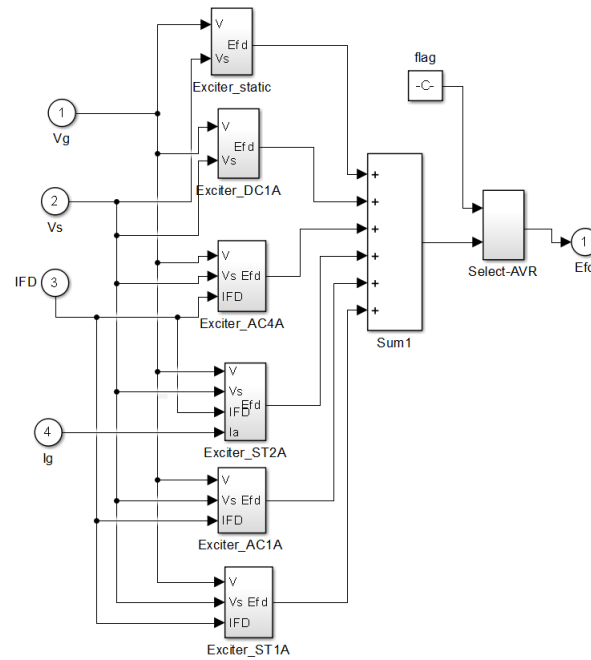 V
Efd
Vs
Exciter_static
flag
-C-
1
Vg
V
Efd
Vs
Exciter_DC1A
2
Vs
+
+
+
+
+
+
Sum1
Select-AVR
1
Efd
IFD
3
V
Vs Efd
IFD
Exciter_AC4A
V
Vs
Efd
IFD
Ia
Exciter_ST2A
4
Ig
V
Vs Efd
IFD
Exciter_AC1A
V
Vs Efd
IFD
Exciter_ST1A